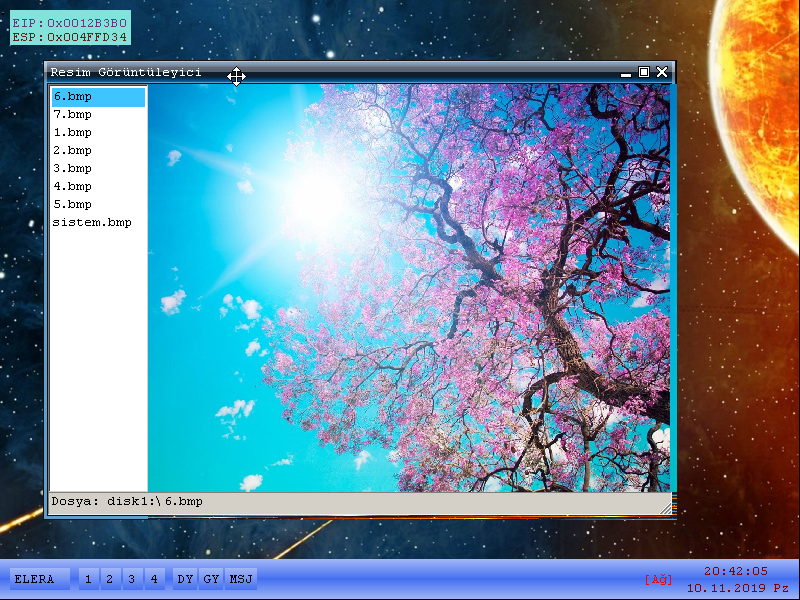 EIP:0x0012B3B0
ESP:0x004FFD34
Resim Görüntüleyici
6.bmp
7.bmp
1.bmp
2.bmp
3.bmp
4.bmp
5.bmp
sistem.bmp
Dosya: disk1:\6.bmp
ELERA 1 2 3 4 DY GY MSJ
[AĞ]
20:42:05
10.11.2019 Pz